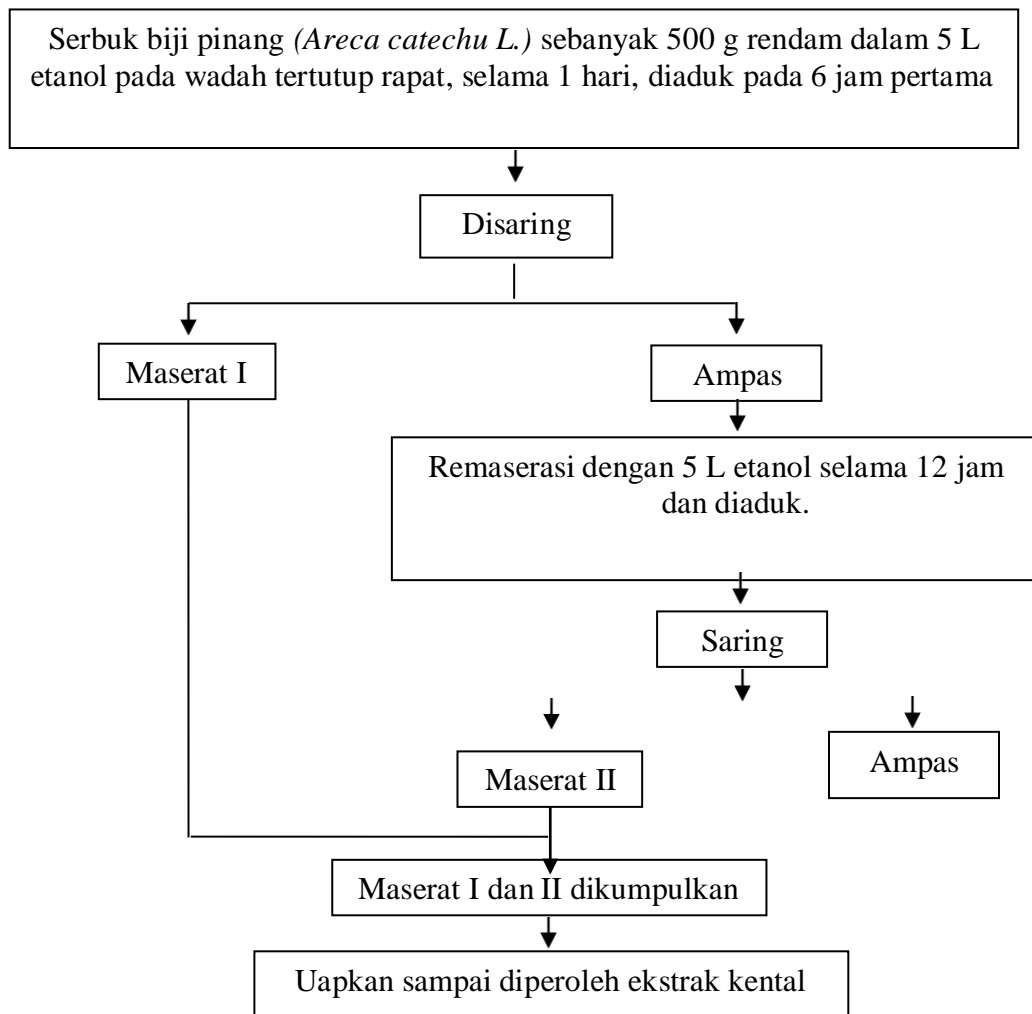 Serbuk biji pinang (Areca catechu L.) sebanyak 500 g rendam dalam 5 L
etanol pada wadah tertutup rapat, selama 1 hari, diaduk pada 6 jam pertama
Disaring
Maserat I
Ampas
Remaserasi dengan 5 L etanol selama 12 jam
dan diaduk.
Saring
Maserat II
Ampas
Maserat I dan II dikumpulkan
Uapkan sampai diperoleh ekstrak kental